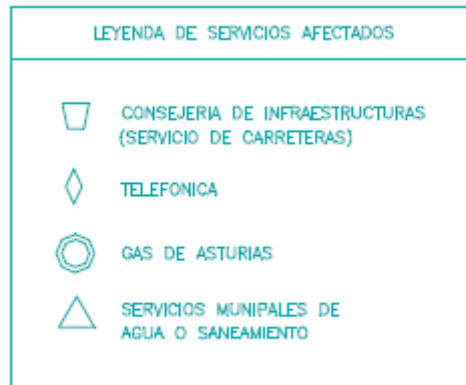 LEYENDA DE SERVICIOS AFECTADOS
CONSEJERIA DE INFRAESTRUCTURAS
(SERVICIO DE CARRETERAS)
TELEFONICA
GAS DE ASTURIAS
SERVICIOS MUNIPALES DE
AGUA O SANEAMIENTO